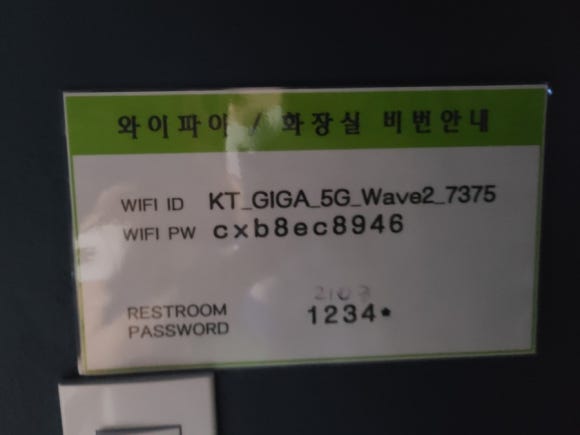 와이파이 / 화장실 비번안내
WIFI ID KT_GIGA_5G_Wave2_7375
WIFI PW cxb8ec8946
RESTROOM
PASSWORD
1234*